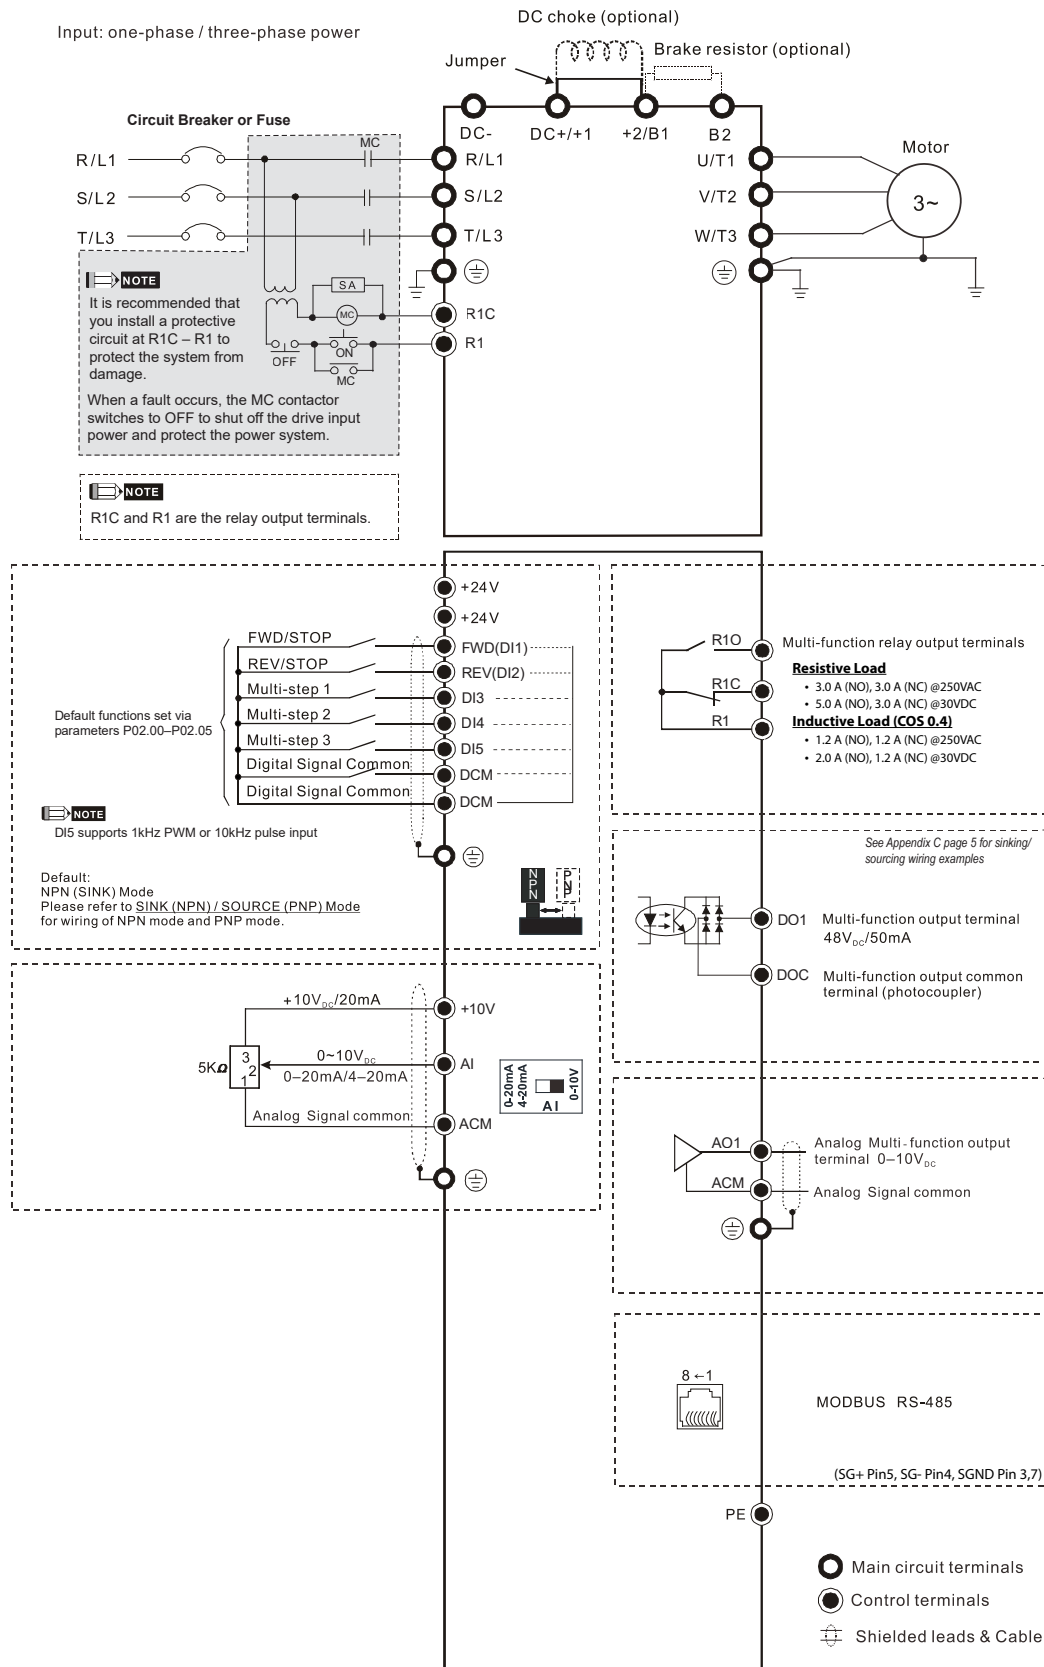 Input: one-phase / three-phase power
DC choke (optional)
Jumper
Brake resistor (optional)
DC-
DC+/+1
+2/B1
B2
Circuit Breaker or Fuse
MC
R/L1
R/L1
S/L2
S/L2
T/L3
T/L3
U/T1
V/T2
W/T3
Motor
3~
NOTE
It is recommended that
you install a protective
circuit at R1C – R1 to
protect the system from
damage.
When a fault occurs, the MC contactor
switches to OFF to shut off the drive input
power and protect the power system.
SA
MC
R1C
OFF
ON
R1
MC
NOTE
R1C and R1 are the relay output terminals.
+24V
+24V
FWD/STOP
FWD(DI1)
REV/STOP
REV(DI2)
Multi-step 1
DI3
Multi-step 2
DI4
Multi-step 3
DI5
Digital Signal Common
DCM
Digital Signal Common
DCM
Default functions set via
parameters P02.00–P02.05
NOTE
DI5 supports 1kHz PWM or 10kHz pulse input
Default:
NPN (SINK) Mode
Please refer to SINK (NPN) / SOURCE (PNP) Mode
for wiring of NPN mode and PNP mode.
NPN
PNP
R1O
R1C
R1
Multi-function relay output terminals
Resistive Load
• 3.0 A (NO), 3.0 A (NC) @250VAC
• 5.0 A (NO), 3.0 A (NC) @30VDC
Inductive Load (COS 0.4)
• 1.2 A (NO), 1.2 A (NC) @250VAC
• 2.0 A (NO), 1.2 A (NC) @30VDC
See Appendix C page 5 for sinking/
sourcing wiring examples
DO1
Multi-function output terminal
48VDC/50mA
DOC
Multi-function output common
terminal (photocoupler)
+10VDC/20mA
+10V
5KΩ
3
2
1
0~10VDC
0–20mA/4–20mA
AI
Analog Signal common
ACM
0-20mA
4-20mA
AI
0-10V
AO1
Analog Multi-function output
terminal 0–10VDC
ACM
Analog Signal common
8 ←1
MODBUS RS-485
(SG+ Pin5, SG- Pin4, SGND Pin 3,7)
PE
Main circuit terminals
Control terminals
Shielded leads & Cable